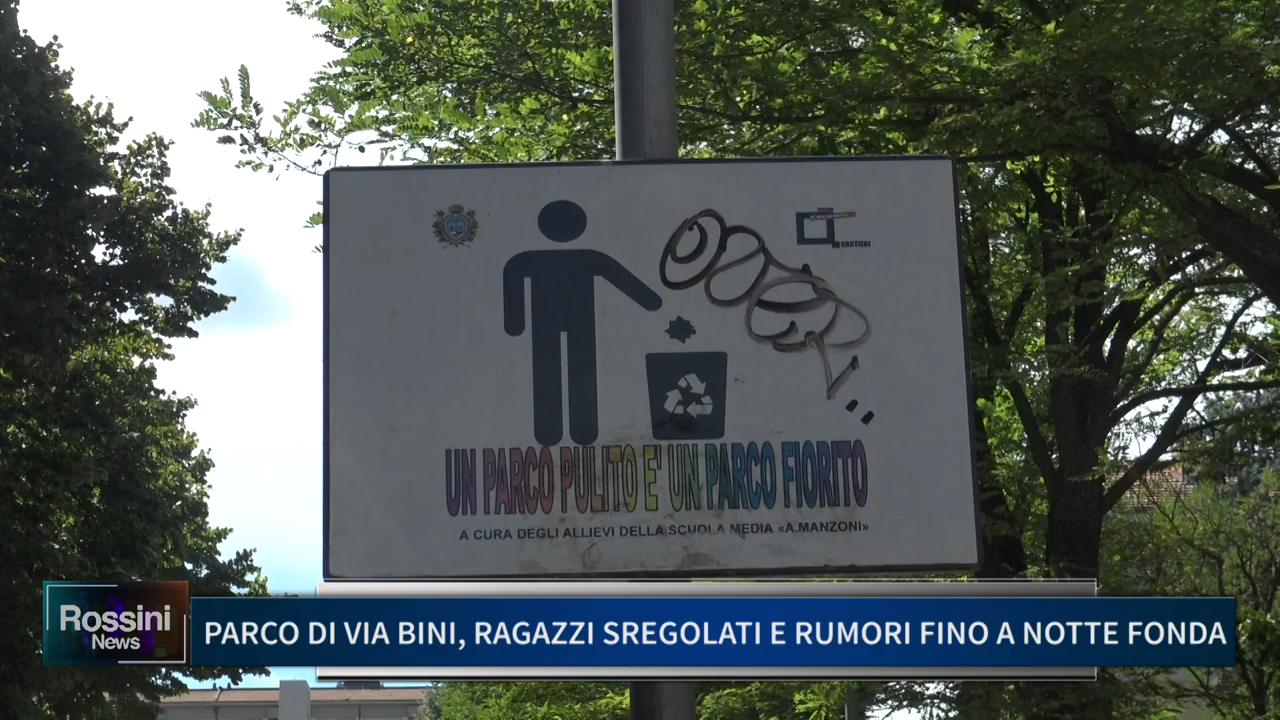 CANTIERI
UN PARCO PULITO E' UN PARCO FIORITO
A CURA DEGLI ALLIEVI DELLA SCUOLA MEDIA «A.MANZONI»
Rossini
News
PARCO DI VIA BINI, RAGAZZI SREGOLATI E RUMORI FINO A NOTTE FONDA